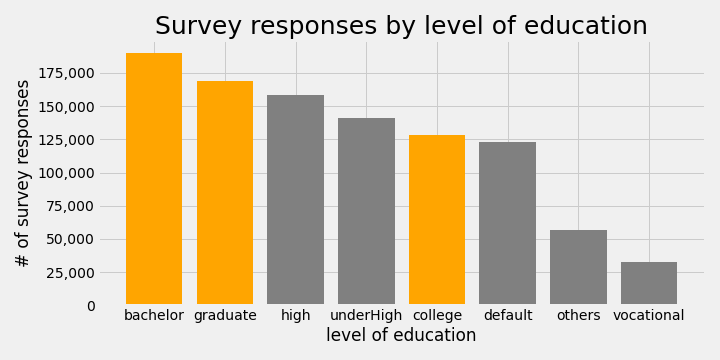 Survey responses by level of education
# of survey responses
175,000
150,000
125,000
100,000
75,000
50,000
25,000
0
bachelor graduate high underHigh college default others vocational
level of education